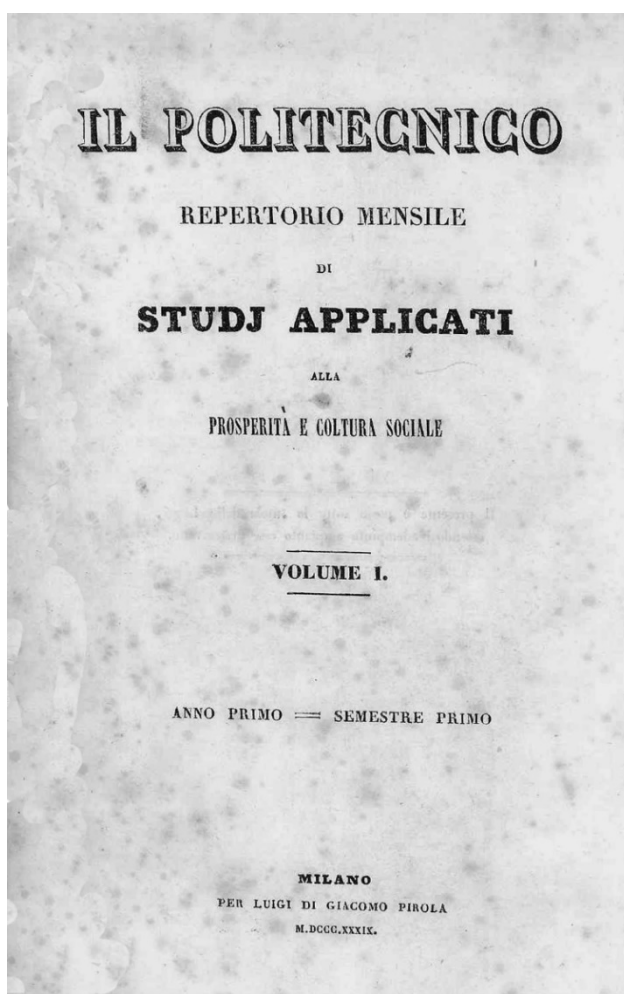 IL POLITECNICO
REPERTORIO MENSILE
DI
STUDJ APPLICATI
ALLA
PROSPERITÀ E COLTURA SOCIALE
VOLUME I.
ANNO PRIMO = SEMESTRE PRIMO
MILANO
PER LUIGI DI GIACOMO PIROLA
M.DCCC.XXXIX.